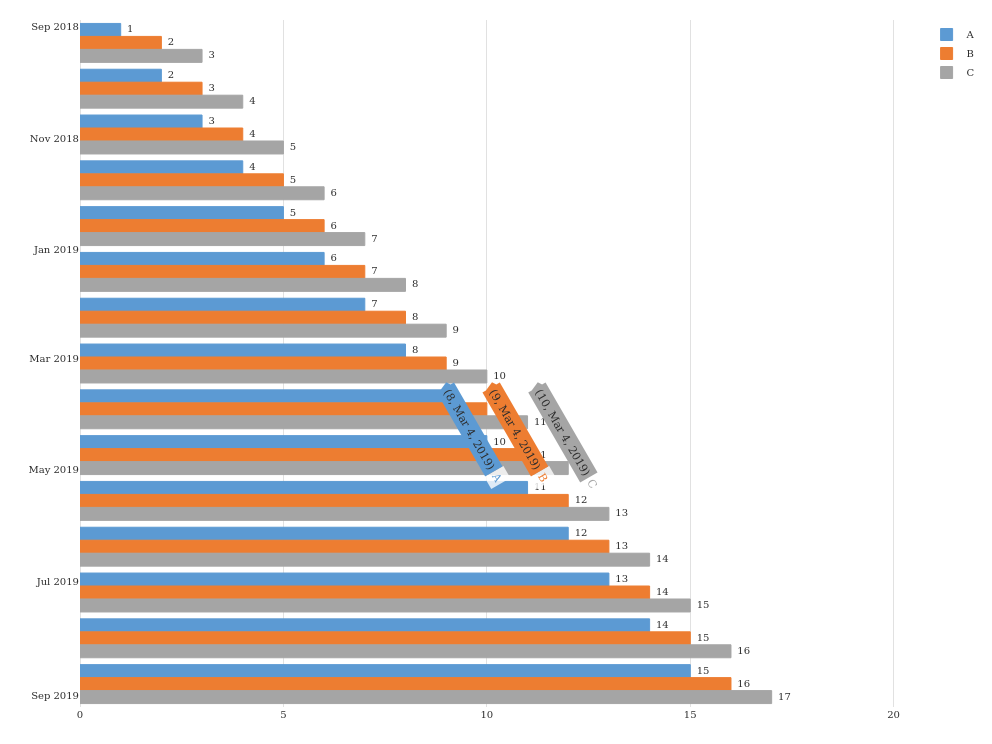 Sep 2018
1
A
2
B
3
C
2
3
4
3
Nov 2018
4
5
4
5
6
5
6
Jan 2019
7
6
7
8
7
8
9
8
Mar 2019
9
10
(8, Mar 4, 2019) A
(9, Mar 4, 2019) B
(10, Mar 4, 2019) C
11
10
May 2019
11
12
13
12
13
14
Jul 2019
13
14
15
14
15
16
15
16
Sep 2019
17
0 5 10 15 20